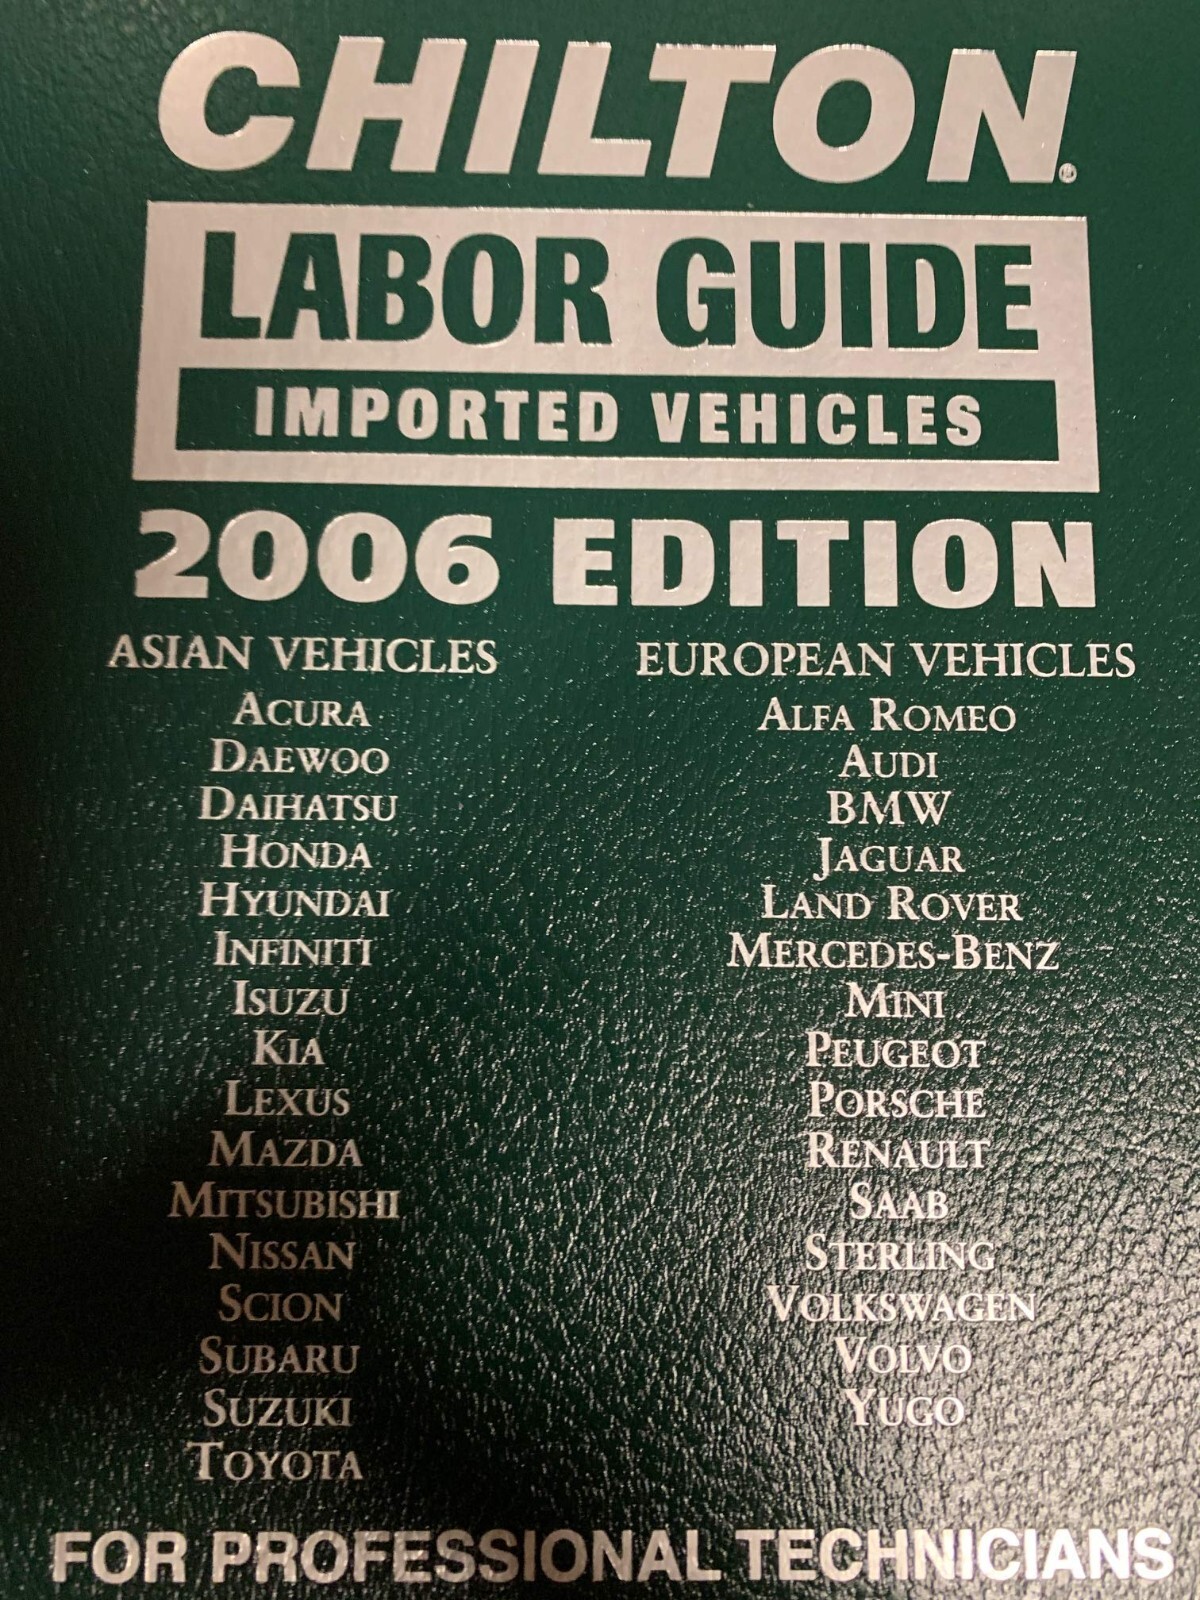 CHILTON®
LABOR GUIDE
IMPORTED VEHICLES
2006 EDITION
ASIAN VEHICLES
ACURA
DAEWOO
DAIHATSU
HONDA
HYUNDAI
INFINITI
ISUZU
KIA
LEXUS
MAZDA
MITSUBISHI
NISSAN
SCION
SUBARU
SUZUKI
TOYOTA
EUROPEAN VEHICLES
ALFA ROMEO
AUDI
BMW
JAGUAR
LAND ROVER
MERCEDES-BENZ
MINI
PEUGEOT
PORSCHE
RENAULT
SAAB
STERLING
VOLKSWAGEN
VOLVO
YUGO
FOR PROFESSIONAL TECHNICIANS